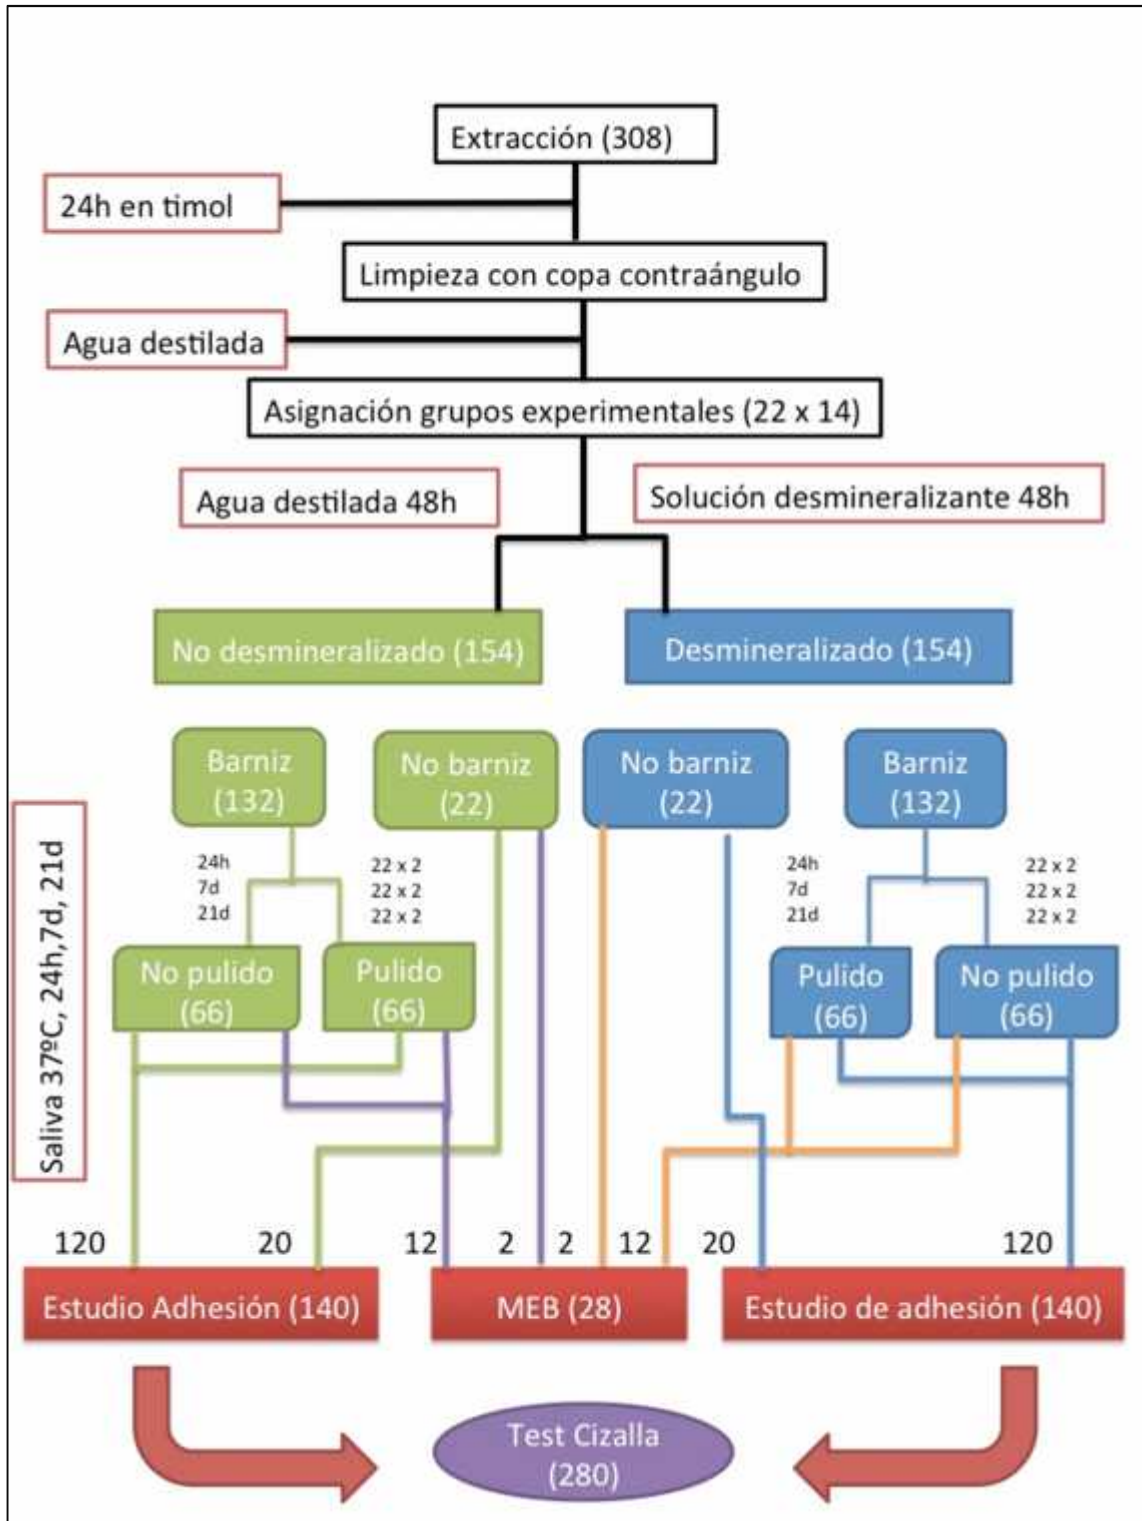 Extracción (308)
24h en timol
Limpieza con copa contraángulo
Agua destilada
Asignación grupos experimentales (22 x 14)
Agua destilada 48h
Solución desmineralizante 48h
No desmineralizado (154)
Desmineralizado (154)
Barniz
(132)
No barniz
(22)
No barniz
(22)
Barniz
(132)
Saliva 37ºC, 24h,7d, 21d
24h
7d
21d
22 x 2
22 x 2
22 x 2
24h
7d
21d
22 x 2
22 x 2
22 x 2
No pulido
(66)
Pulido
(66)
Pulido
(66)
No pulido
(66)
120 20 12 2 2 12 20 120
Estudio Adhesión (140)
MEB (28)
Estudio de adhesión (140)
Test Cizalla
(280)